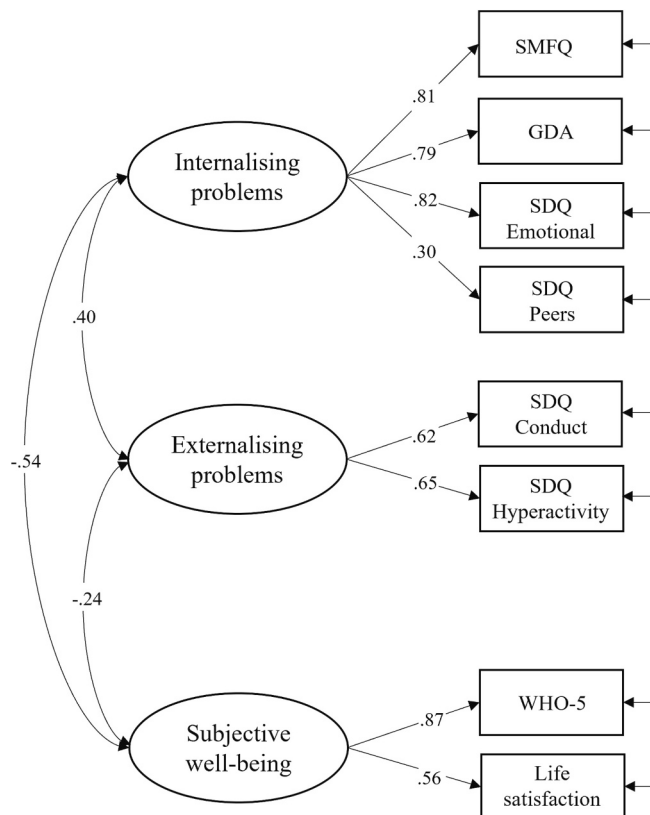 SMFQ
.81
GDA
.79
Internalising
problems
.82
SDQ
Emotional
.30
SDQ
Peers
.40
SDQ
Conduct
.62
Externalising
problems
.65
SDQ
Hyperactivity
-.54
-.24
WHO-5
.87
Subjective
well-being
.56
Life
satisfaction